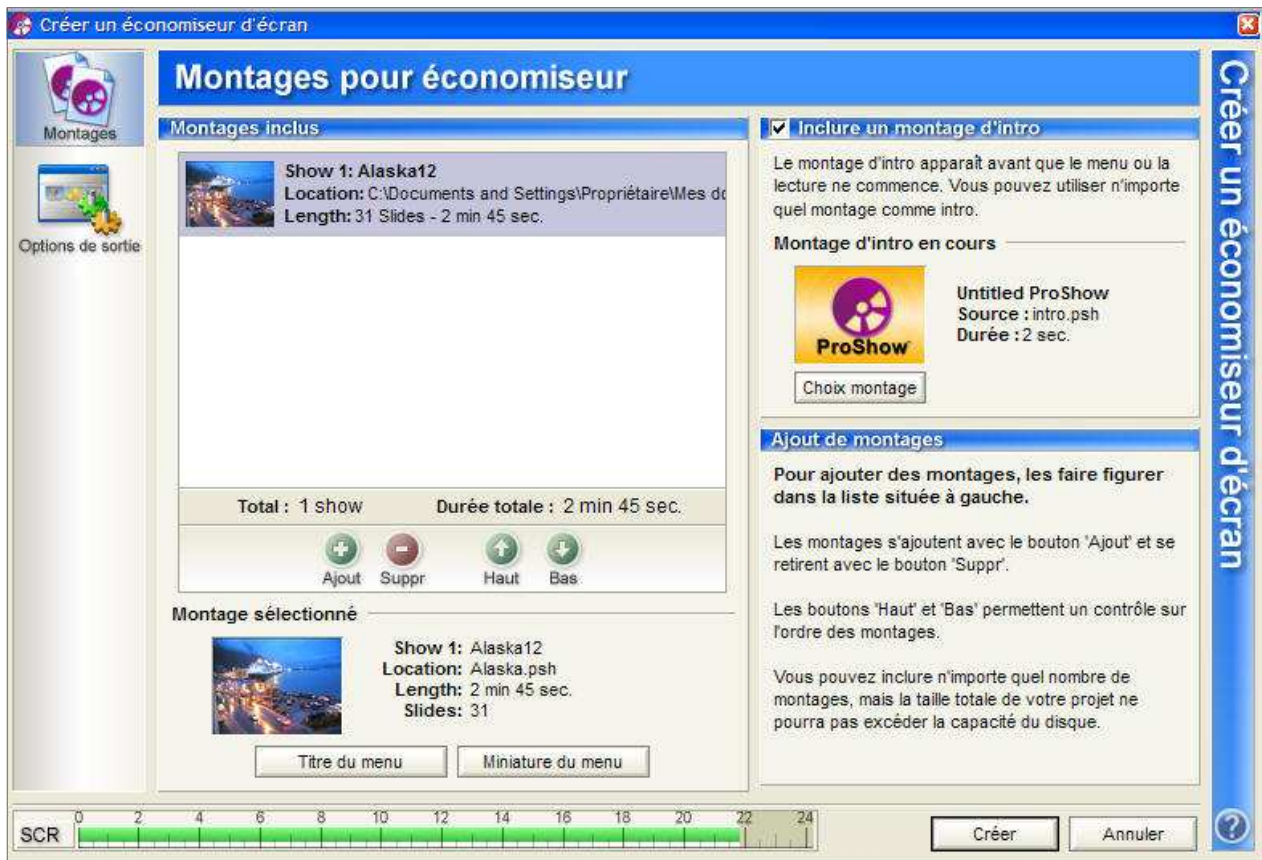 Créer un économiseur d'écran
Montages
Options de sortie
Montages pour économiseur
Montages inclus
Show 1: Alaska12
Location: C:\Documents and Settings\Propriétaire\Mes do
Length: 31 Slides - 2 min 45 sec.
Total : 1 show Durée totale : 2 min 45 sec.
Ajout Suppr Haut Bas
Montage sélectionné
Show 1: Alaska12
Location: Alaska.psh
Length: 2 min 45 sec.
Slides: 31
Titre du menu Miniature du menu
Inclure un montage d'intro
Le montage d'intro apparaît avant que le menu ou la
lecture ne commence. Vous pouvez utiliser n'importe
quel montage comme intro.
Montage d'intro en cours
ProShow
Untitled ProShow
Source : intro.psh
Durée : 2 sec.
Choix montage
Ajout de montages
Pour ajouter des montages, les faire figurer
dans la liste située à gauche.
Les montages s'ajoutent avec le bouton 'Ajout' et se
retirent avec le bouton 'Suppr'.
Les boutons 'Haut' et 'Bas' permettent un contrôle sur
l'ordre des montages.
Vous pouvez inclure n'importe quel nombre de
montages, mais la taille totale de votre projet ne
pourra pas excéder la capacité du disque.
Créer un économiseur d'écran
SCR 0 2 4 6 8 10 12 14 16 18 20 22 24
Créer Annuler ?